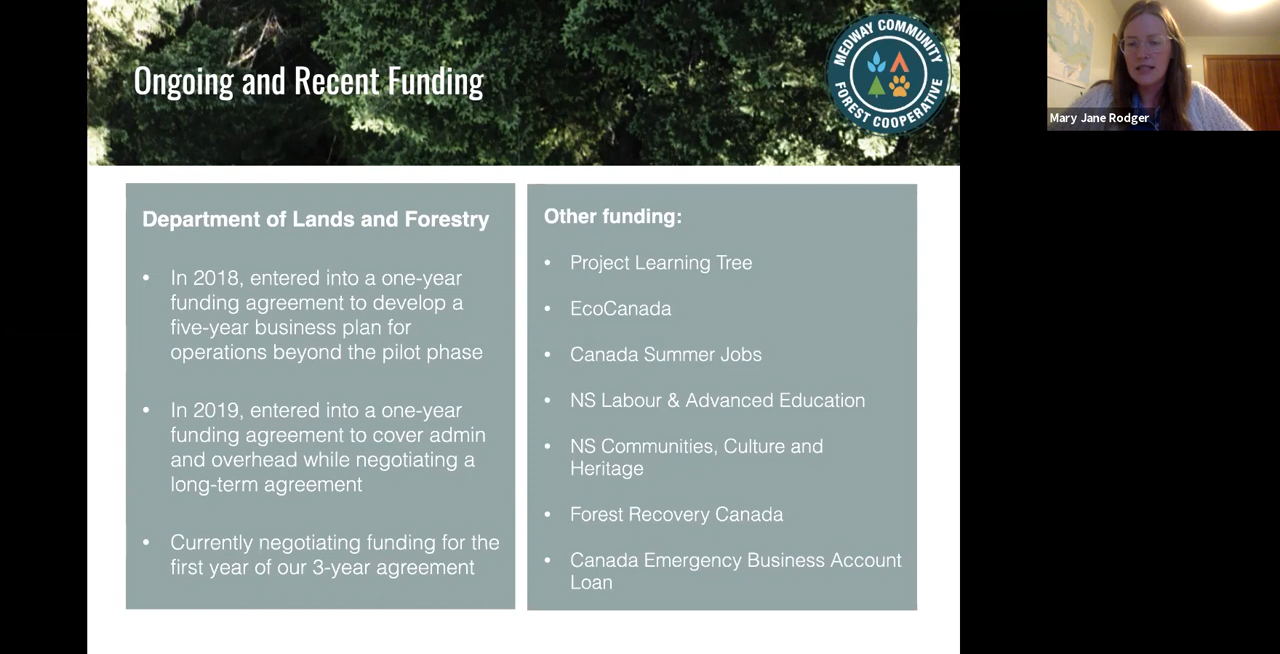 Ongoing and Recent Funding
MEDWAY COMMUNITY
FOREST COOPERATIVE
Mary Jane Rodger
Department of Lands and Forestry
• In 2018, entered into a one-year
funding agreement to develop a
five-year business plan for
operations beyond the pilot phase
• In 2019, entered into a one-year
funding agreement to cover admin
and overhead while negotiating a
long-term agreement
• Currently negotiating funding for the
first year of our 3-year agreement
Other funding:
• Project Learning Tree
• EcoCanada
• Canada Summer Jobs
• NS Labour & Advanced Education
• NS Communities, Culture and
Heritage
• Forest Recovery Canada
• Canada Emergency Business Account
Loan